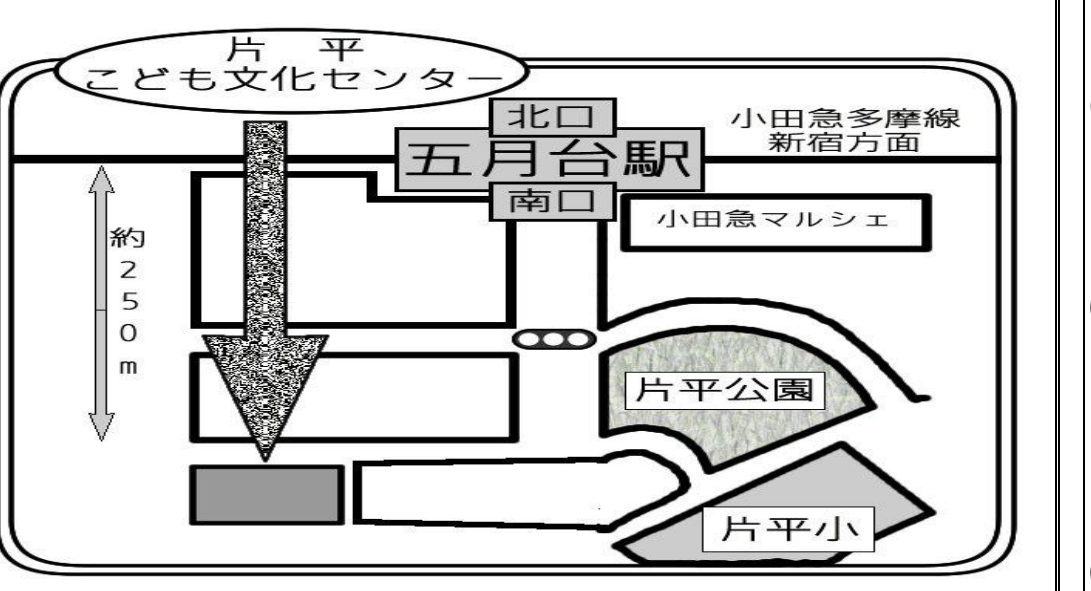 片 平
こども文化センター
北口
五月台駅
南口
小田急多摩線
新宿方面
小田急マルシェ
約250m
片平公園
片平小